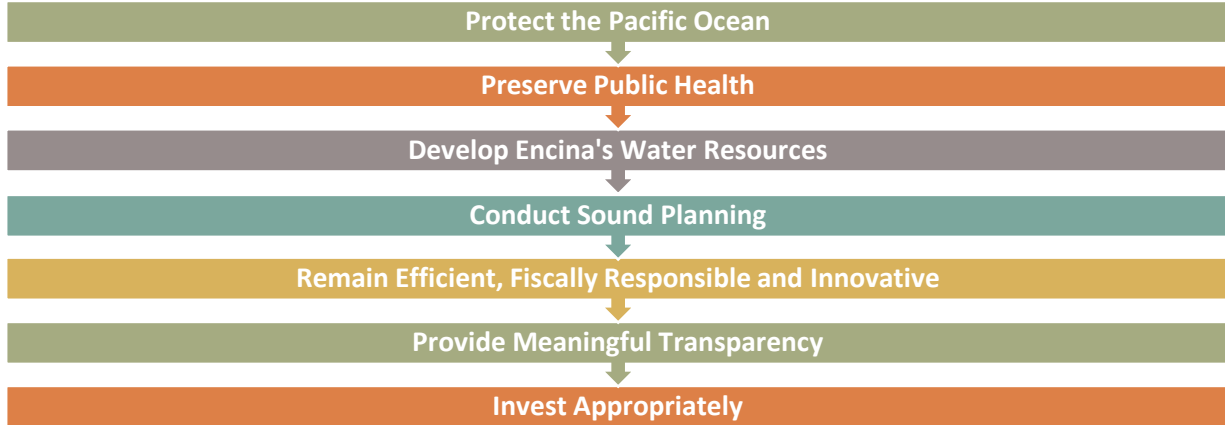 Protect the Pacific Ocean
Preserve Public Health
Develop Encina's Water Resources
Conduct Sound Planning
Remain Efficient, Fiscally Responsible and Innovative
Provide Meaningful Transparency
Invest Appropriately